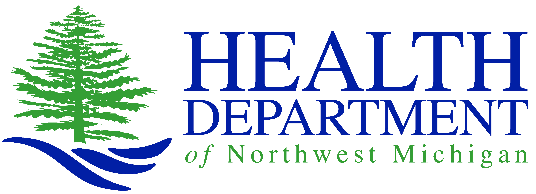 HEALTH
DEPARTMENT
of Northwest Michigan